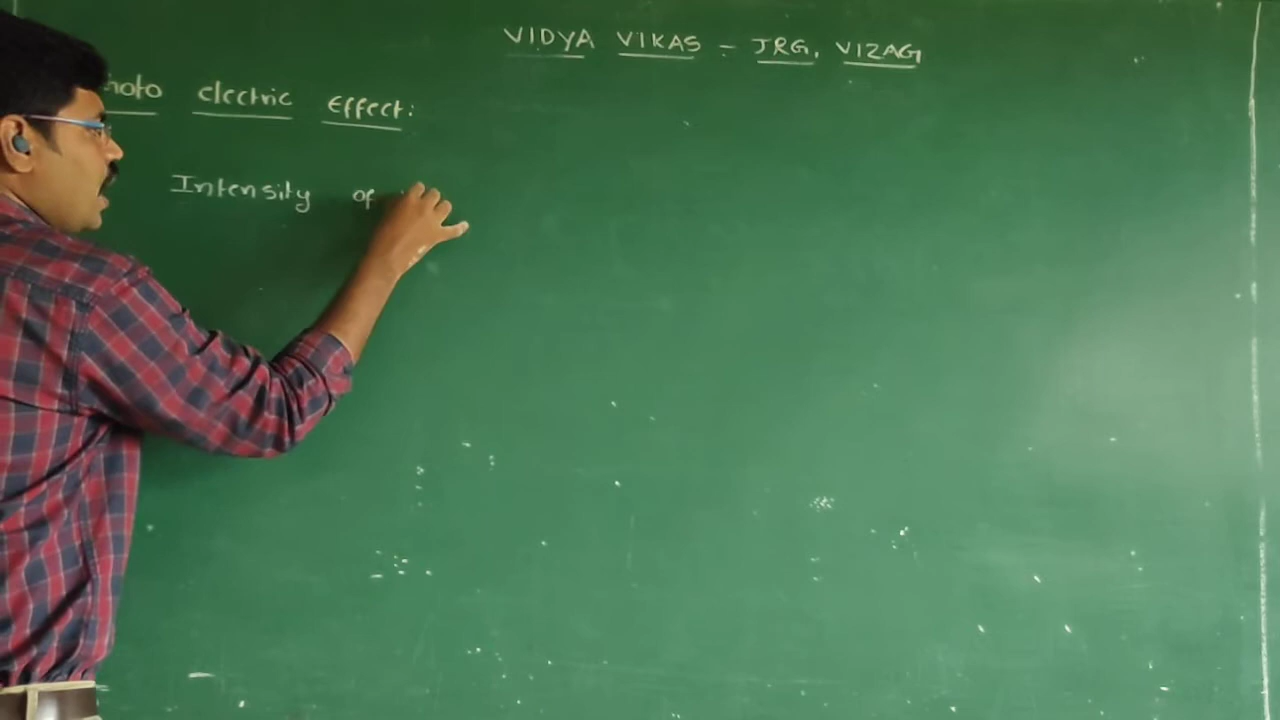 VIDYA VIKAS - JRG, VIZAG
hoto electric Effect:
Intensity of